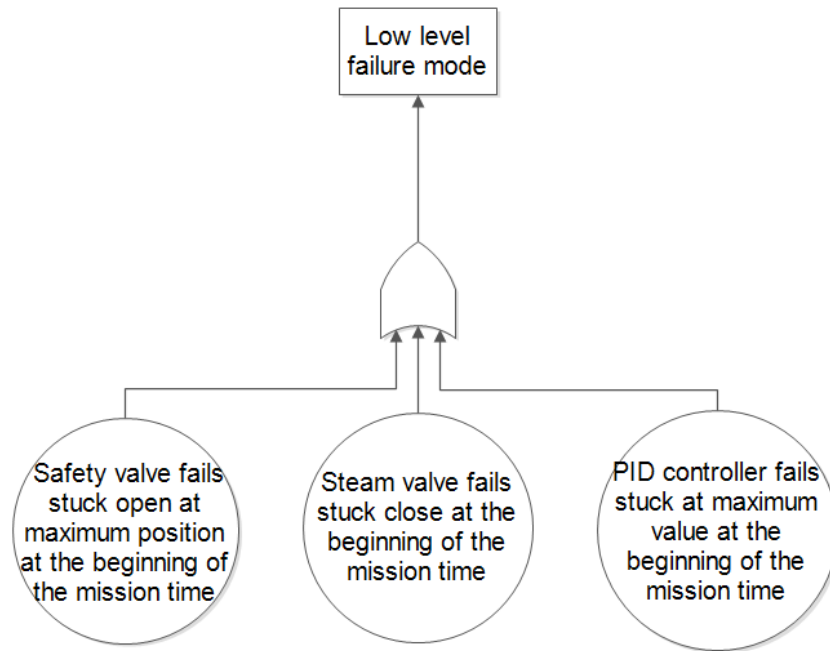 Low level
failure mode
Safety valve fails
stuck open at
maximum position
at the beginning of
the mission time
Steam valve fails
stuck close at the
beginning of the
mission time
PID controller fails
stuck at maximum
value at the
beginning of the
mission time